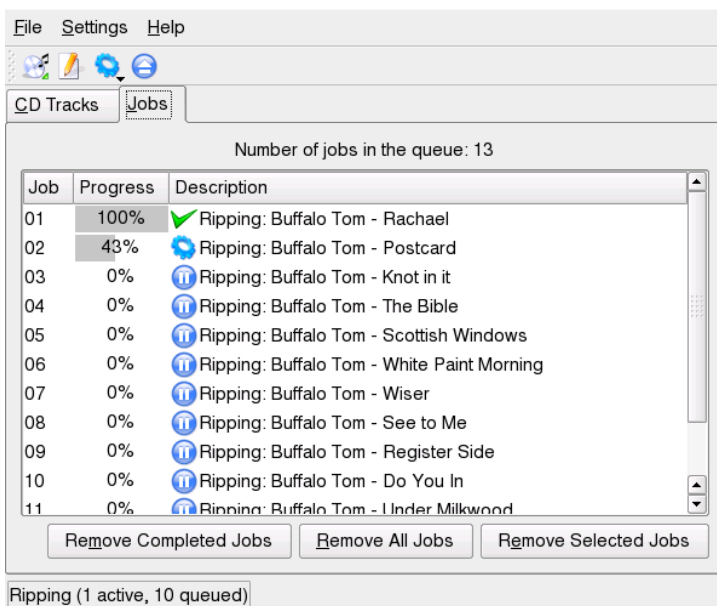 File Settings Help
CD Tracks Jobs
Number of jobs in the queue: 13
Job Progress Description
01 100% Ripping: Buffalo Tom - Rachael
02 43% Ripping: Buffalo Tom - Postcard
03 0% Ripping: Buffalo Tom - Knot in it
04 0% Ripping: Buffalo Tom - The Bible
05 0% Ripping: Buffalo Tom - Scottish Windows
06 0% Ripping: Buffalo Tom - White Paint Morning
07 0% Ripping: Buffalo Tom - Wiser
08 0% Ripping: Buffalo Tom - See to Me
09 0% Ripping: Buffalo Tom - Register Side
10 0% Ripping: Buffalo Tom - Do You In
11 0% Ripping: Buffalo Tom - Under Milkwood
Remove Completed Jobs Remove All Jobs Remove Selected Jobs
Ripping (1 active, 10 queued)